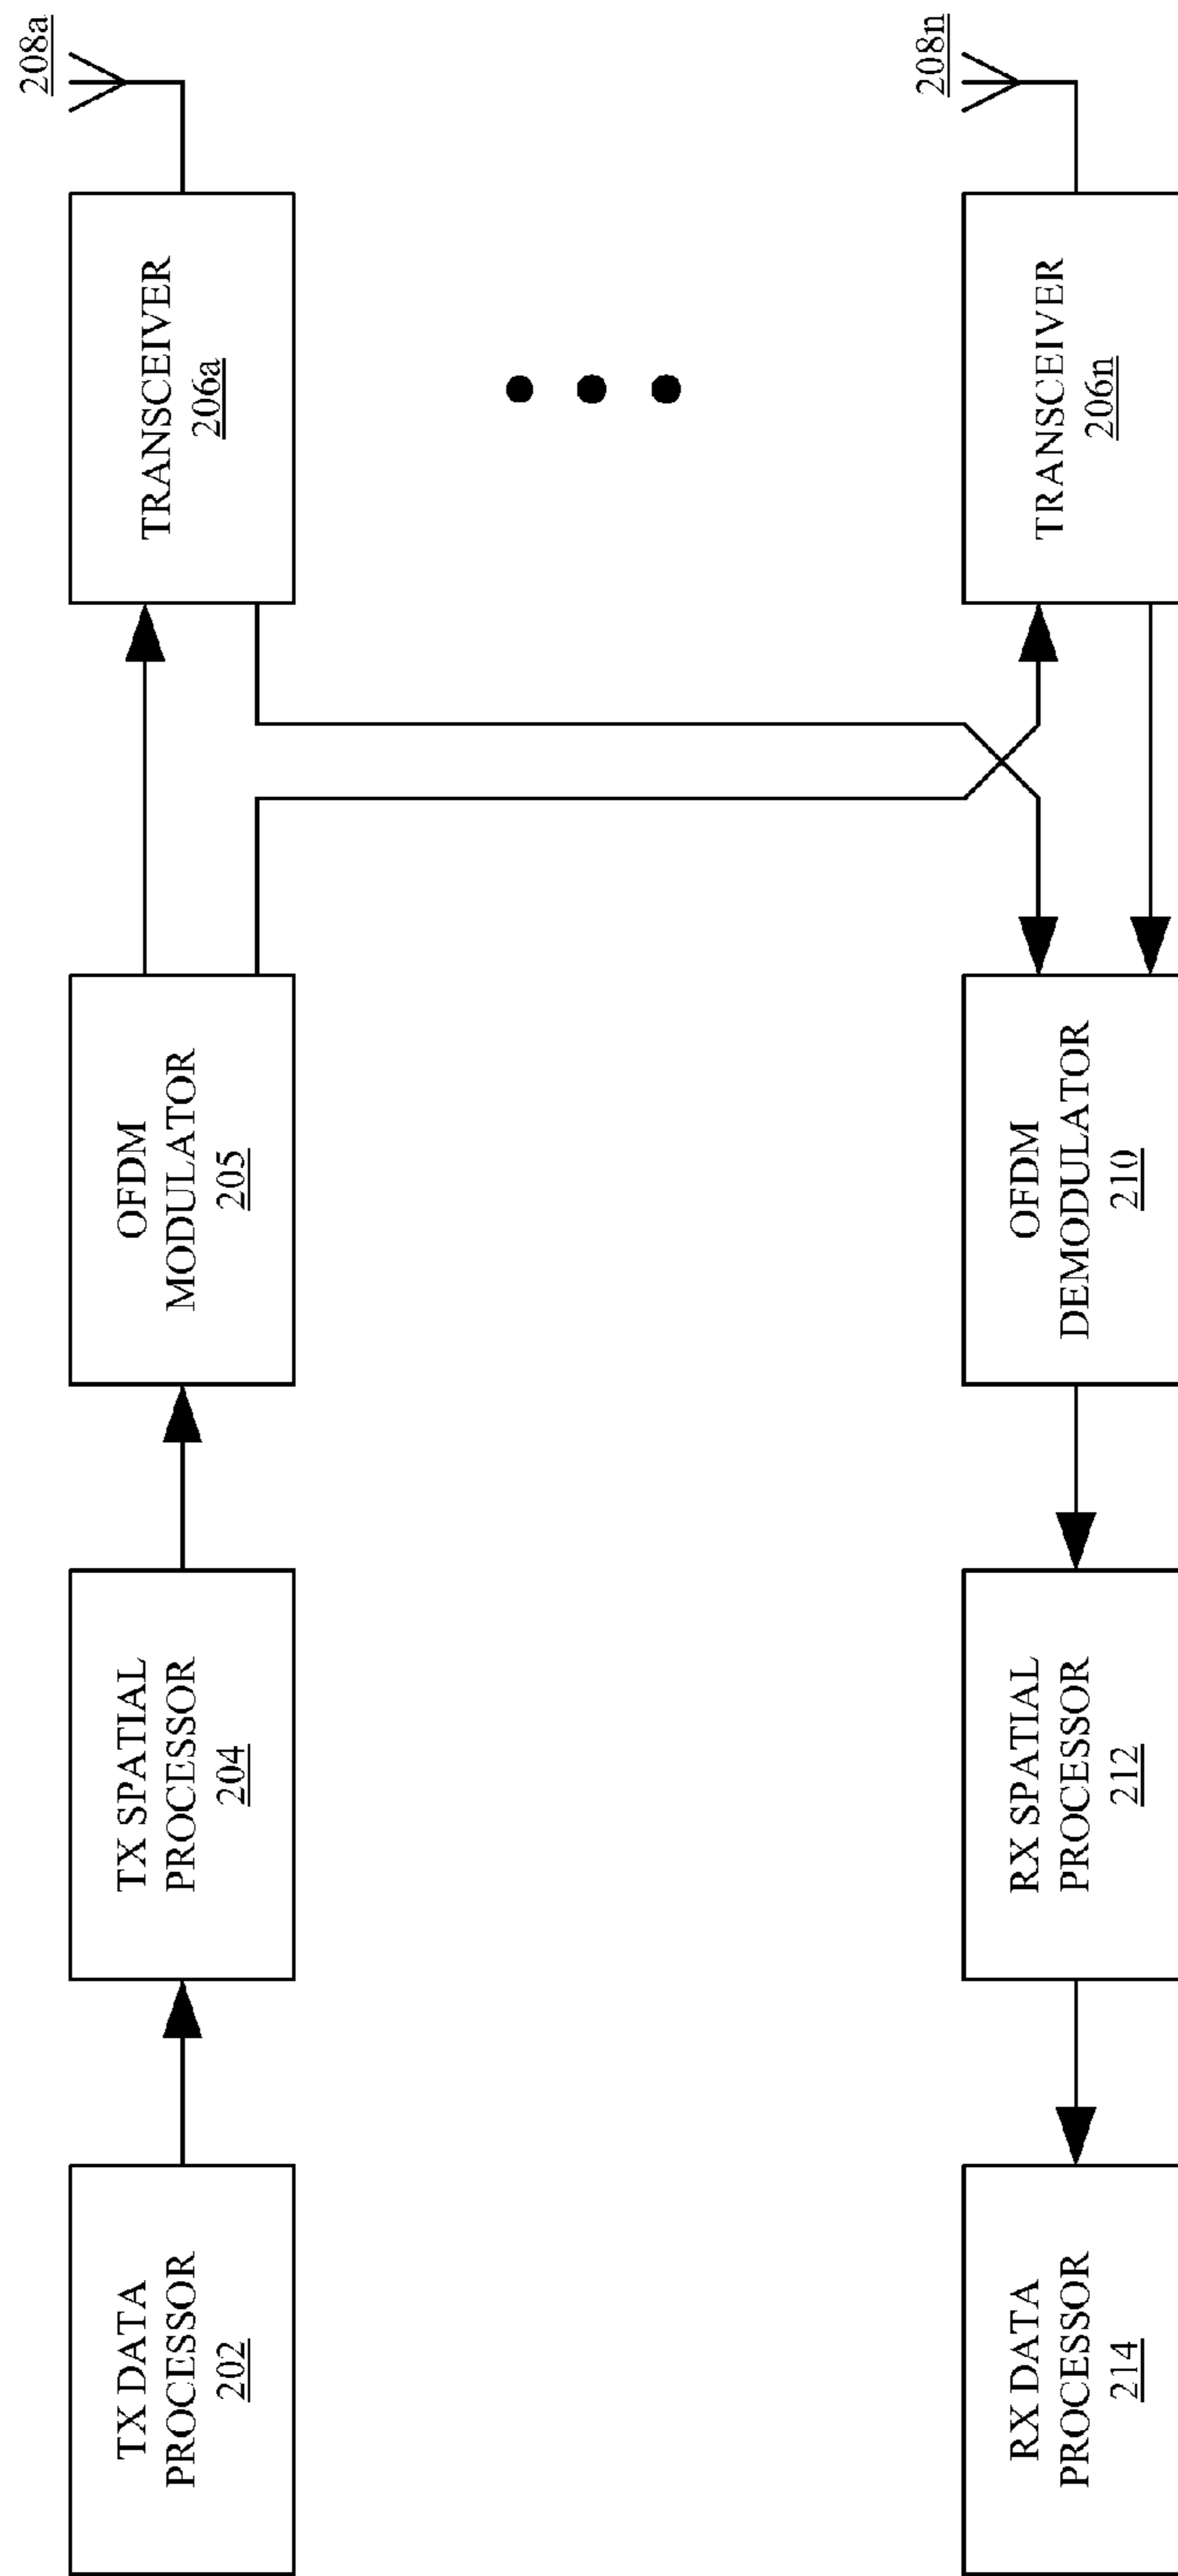 TX DATA
PROCESSOR
202
TX SPATIAL
PROCESSOR
204
OFDM
MODULATOR
205
TRANSCEIVER
206a
208a
RX DATA
PROCESSOR
214
RX SPATIAL
PROCESSOR
212
OFDM
DEMODULATOR
210
TRANSCEIVER
206n
208n